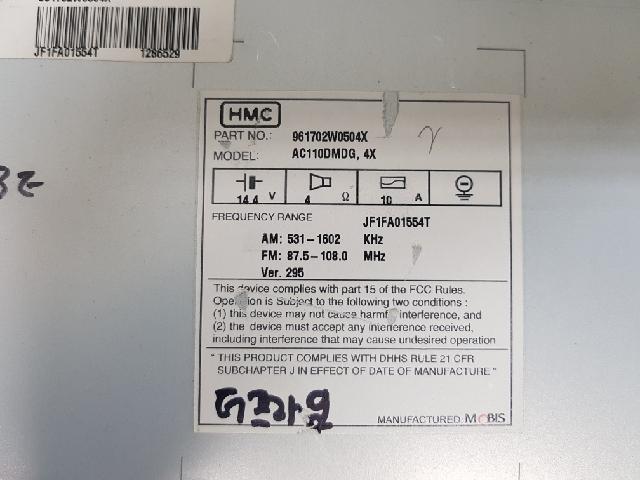 JF1FA01554T 1286529
HMC
PART NO.: 961702W0504X
MODEL: AC110DMDG, 4X
14.4 V 4 Ω 10 A
FREQUENCY RANGE JF1FA01554T
AM: 531-1602 KHz
FM: 87.5-108.0 MHz
Ver. 295
This device complies with part 15 of the FCC Rules.
Operation is Subject to the following two conditions :
(1) this device may not cause harmful interference, and
(2) the device must accept any interference received,
including interference that may cause undesired operation
" THIS PRODUCT COMPLIES WITH DHHS RULE 21 CFR
SUBCHAPTER J IN EFFECT OF DATE OF MANUFACTURE "
MANUFACTURED: MOBIS